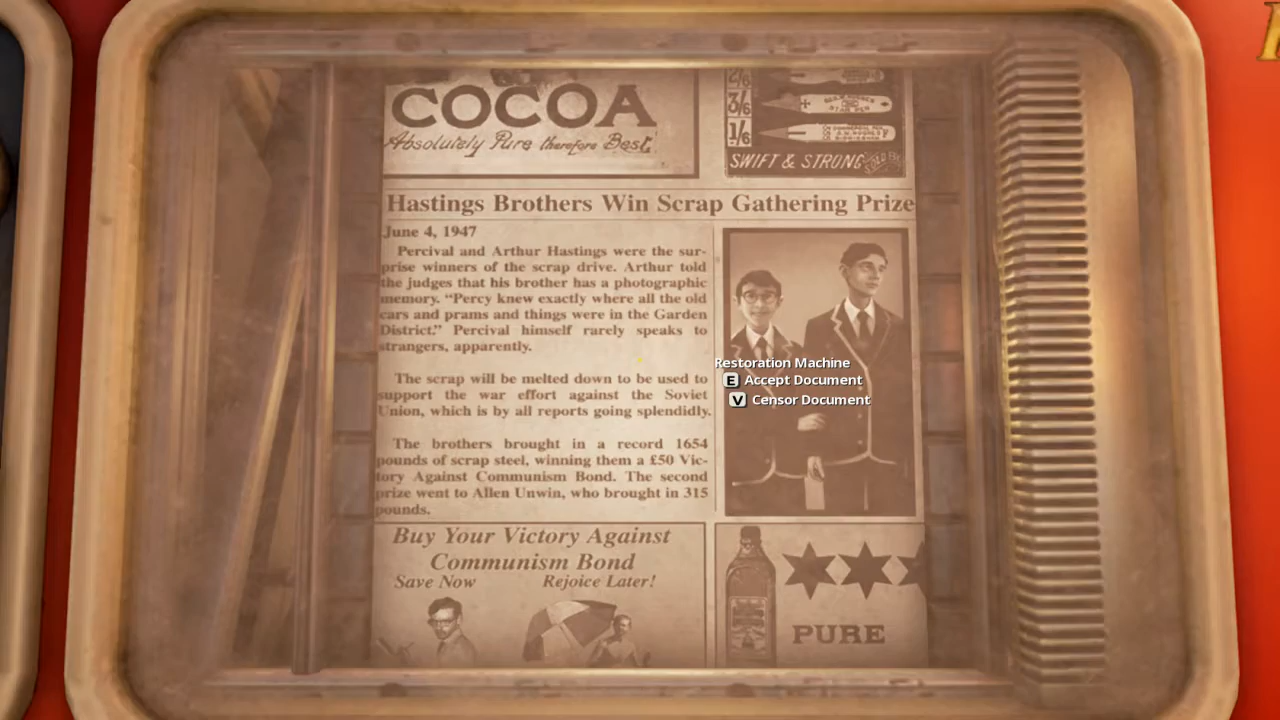 COCOA
Absolutely Pure therefore Best!
2/6
3/6
1/6
SWIFT & STRONG
SOLD BY
Hastings Brothers Win Scrap Gathering Prize
June 4, 1947
Percival and Arthur Hastings were the sur-
prise winners of the scrap drive. Arthur told
the judges that his brother has a photographic
memory. “Percy knew exactly where all the old
cars and prams and things were in the Garden
District.” Percival himself rarely speaks to
strangers, apparently.
The scrap will be melted down to be used to
support the war effort against the Soviet
Union, which is by all reports going splendidly.
The brothers brought in a record 1654
pounds of scrap steel, winning them a £50 Vic-
tory Against Communism Bond. The second
prize went to Allen Unwin, who brought in 315
pounds.
Restoration Machine
E Accept Document
V Censor Document
Buy Your Victory Against
Communism Bond
Save Now Rejoice Later!
PURE